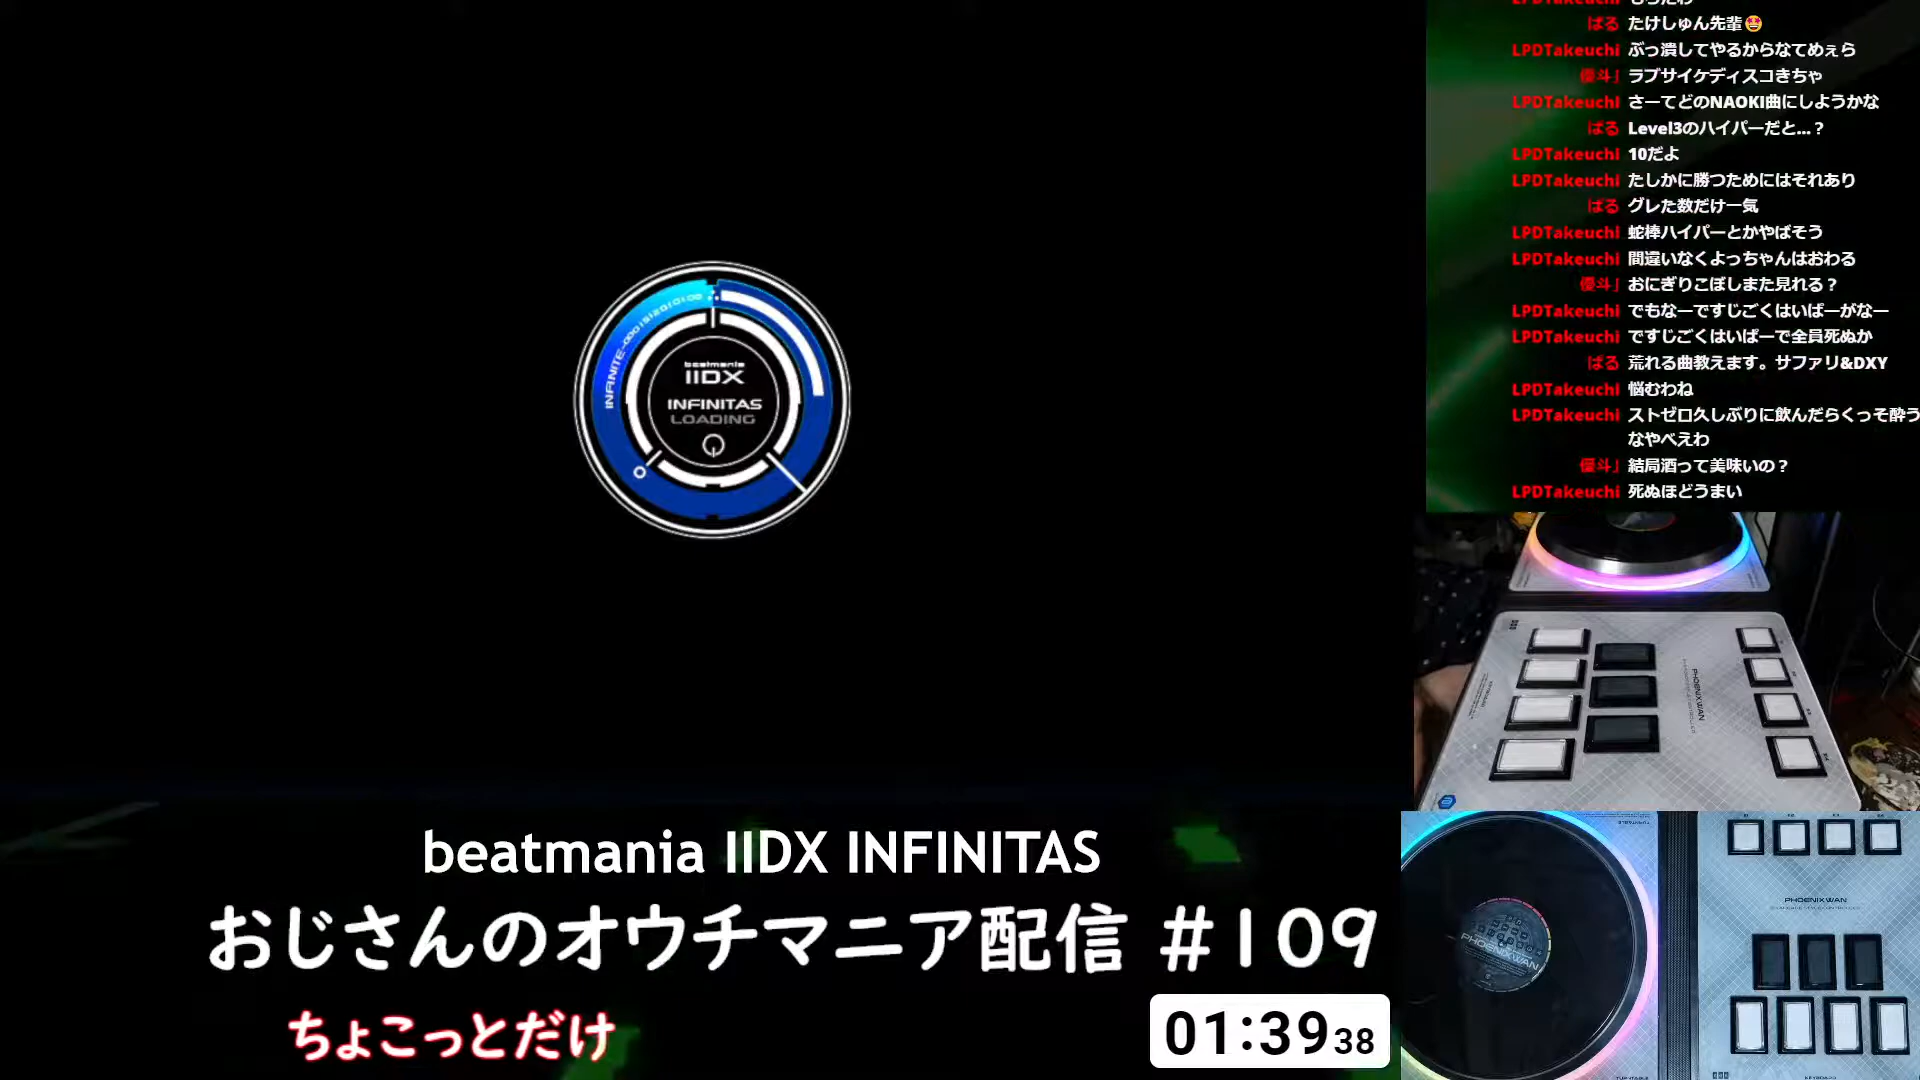 ぱる たけしゅん先輩🤩
LPDTakeuchi ぶっ潰してやるからなてめぇら
優斗」 ラブサイケディスコきちゃ
LPDTakeuchi さーてどのNAOKI曲にしようかな
ぱる Level3のハイパーだと...？
LPDTakeuchi 10だよ
LPDTakeuchi たしかに勝つためにはそれあり
ぱる グレた数だけ一気
LPDTakeuchi 蛇棒ハイパーとかやばそう
LPDTakeuchi 間違いなくよっちゃんはおわる
優斗」 おにぎりこぼしまた見れる？
LPDTakeuchi でもなーですじごくはいぱーがなー
LPDTakeuchi ですじごくはいぱーで全員死ぬか
ぱる 荒れる曲教えます。サファリ&DXY
LPDTakeuchi 悩むわね
LPDTakeuchi ストゼロ久しぶりに飲んだらくっそ酔う
なやべえわ
優斗」 結局酒って美味いの？
LPDTakeuchi 死ぬほどうまい
beatmania
IIDX
INFINITAS
LOADING
PHOENIXWAN
PHOENIXWAN
PHOENIXWAN
beatmania IIDX INFINITAS
おじさんのオウチマニア配信 #109
ちょこっとだけ
01:39 38